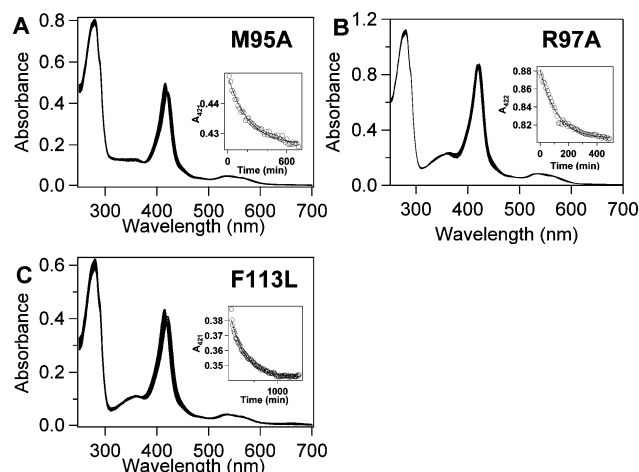 A
M95A
Absorbance
0.8
0.6
0.4
0.2
0.0
300 400 500 600 700
Wavelength (nm)
A421
0.44
0.43
0 600
Time (min)
B
R97A
Absorbance
1.2
0.8
0.4
0.0
300 400 500 600 700
Wavelength (nm)
A422
0.88
0.86
0.84
0.82
0 200 400
Time (min)
C
F113L
Absorbance
0.6
0.4
0.2
0.0
300 400 500 600 700
Wavelength (nm)
A421
0.38
0.37
0.36
0.35
1000
Time (min)